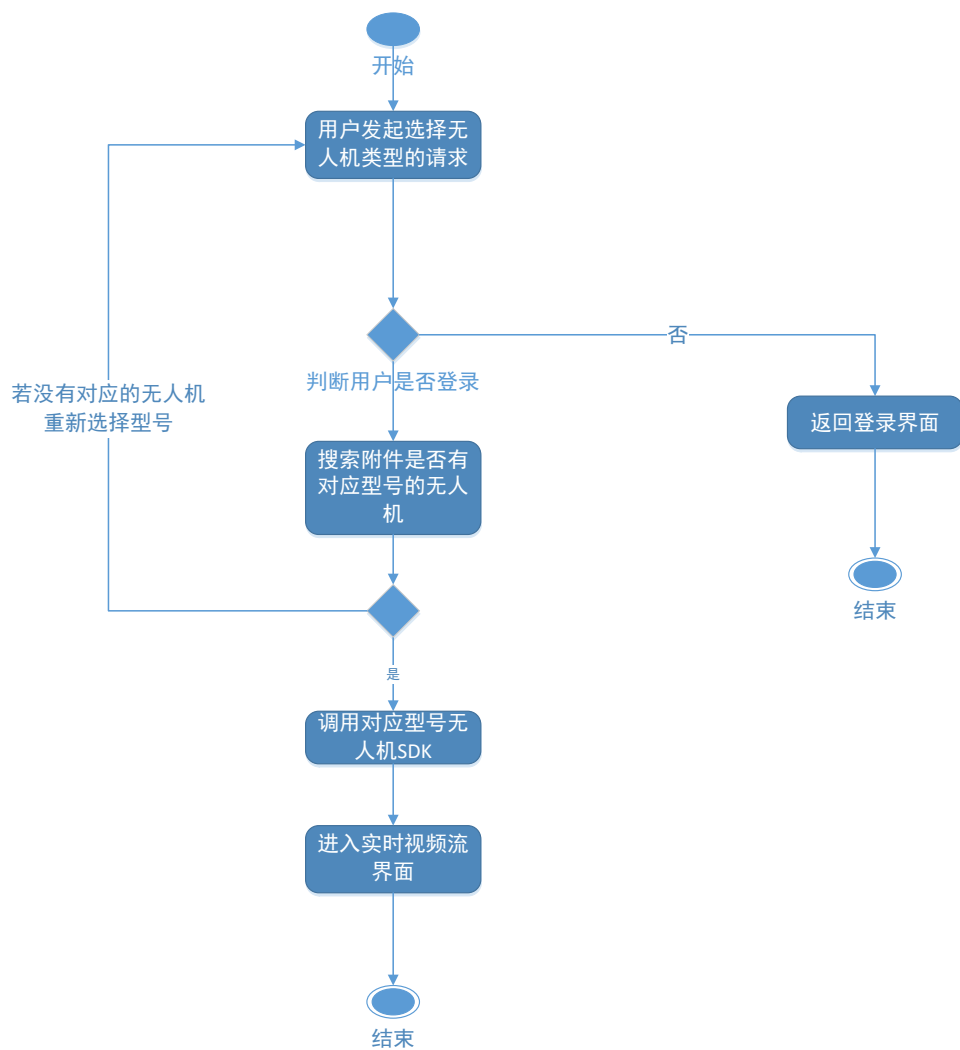 开始
用户发起选择无
人机类型的请求
否
判断用户是否登录
若没有对应的无人机
重新选择型号
返回登录界面
搜索附件是否有
对应型号的无人
机
结束
是
调用对应型号无
人机SDK
进入实时视频流
界面
结束